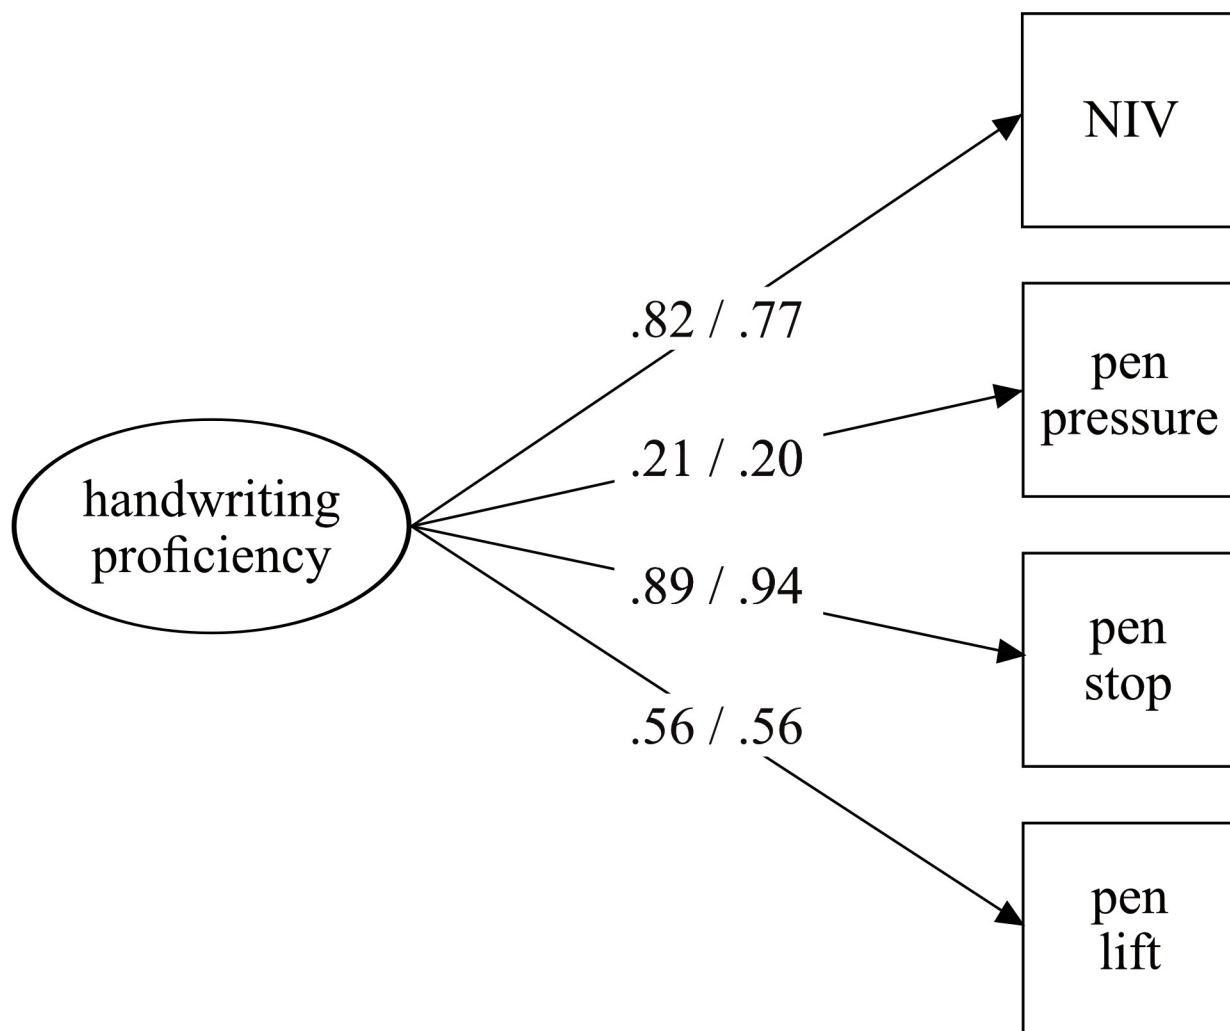 NIV
.82 / .77
pen
pressure
.21 / .20
handwriting
proficiency
.89 / .94
pen
stop
.56 / .56
pen
lift